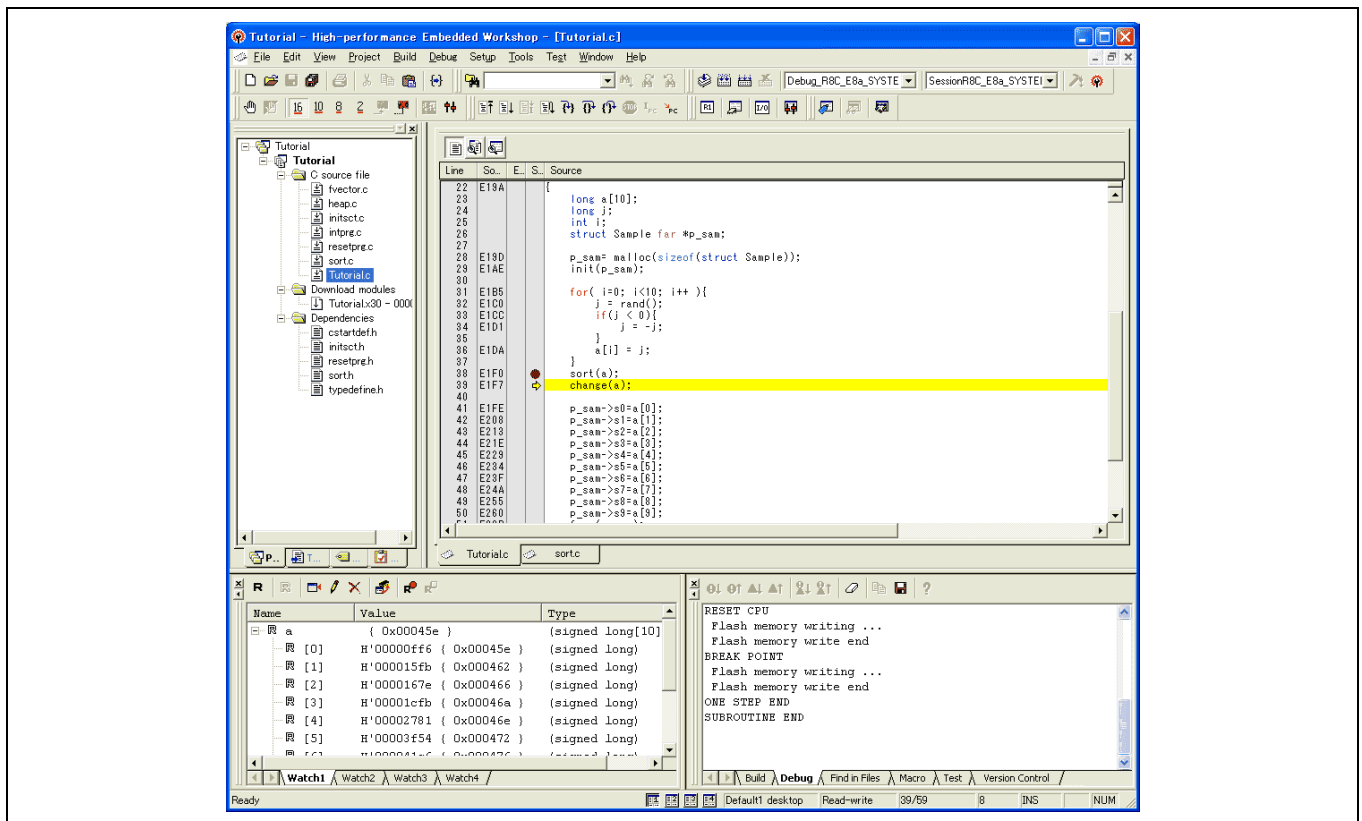 Tutorial - High-performance Embedded Workshop - [Tutorial.c]
File Edit View Project Build Debug Setup Tools Test Window Help
Debug_R8C_E8a_SYSTE SessionR8C_E8a_SYSTEI
16 10 8 2
Tutorial
Tutorial
C source file
fvector.c
heap.c
initsct.c
intprg.c
resetprg.c
sort.c
Tutorial.c
Download modules
Tutorial.x30 - 000(
Dependencies
cstartdef.h
initsct.h
resetprg.h
sort.h
typedefine.h
P... T...
Line So... E.. S.. Source
22 E19A {
23 long a[10];
24 long j;
25 int i;
26 struct Sample far *p_sam;
27
28 E19D p_sam= malloc(sizeof(struct Sample));
29 E1AE init(p_sam);
30
31 E1B5 for( i=0; i<10; i++ ){
32 E1C0 j = rand();
33 E1CC if(j < 0){
34 E1D1 j = -j;
35 }
36 E1DA a[i] = j;
37 }
38 E1F0 sort(a);
39 E1F7 change(a);
40
41 E1FE p_sam->s0=a[0];
42 E208 p_sam->s1=a[1];
43 E213 p_sam->s2=a[2];
44 E21E p_sam->s3=a[3];
45 E229 p_sam->s4=a[4];
46 E234 p_sam->s5=a[5];
47 E23F p_sam->s6=a[6];
48 E24A p_sam->s7=a[7];
49 E255 p_sam->s8=a[8];
50 E260 p_sam->s9=a[9];
Tutorial.c sort.c
Name Value Type
a { 0x00045e } (signed long[10]
[0] H'00000ff6 { 0x00045e } (signed long)
[1] H'000015fb { 0x000462 } (signed long)
[2] H'0000167e { 0x000466 } (signed long)
[3] H'00001cfb { 0x00046a } (signed long)
[4] H'00002781 { 0x00046e } (signed long)
[5] H'00003f54 { 0x000472 } (signed long)
Watch1 Watch2 Watch3 Watch4
RESET CPU
Flash memory writing ...
Flash memory write end
BREAK POINT
Flash memory writing ...
Flash memory write end
ONE STEP END
SUBROUTINE END
Build Debug Find in Files Macro Test Version Control
Ready Default1 desktop Read-write 39/59 8 INS NUM